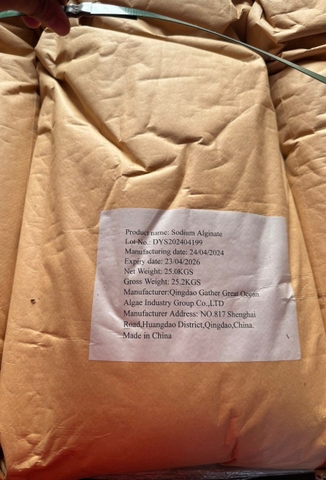 Product name: Sodium Alginate
Lot No.: DYS202404199
Manufacturing date: 24/04/2024
Expiry date: 23/04/2026
Net Weight: 25.0KGS
Gross Weight: 25.2KGS
Manufacturer:Qingdao Gather Great Ocean
Algae Industry Group Co.,LTD
Manufacturer Address: NO.817 Shenghai
Road,Huangdao District,Qingdao,China.
Made in China